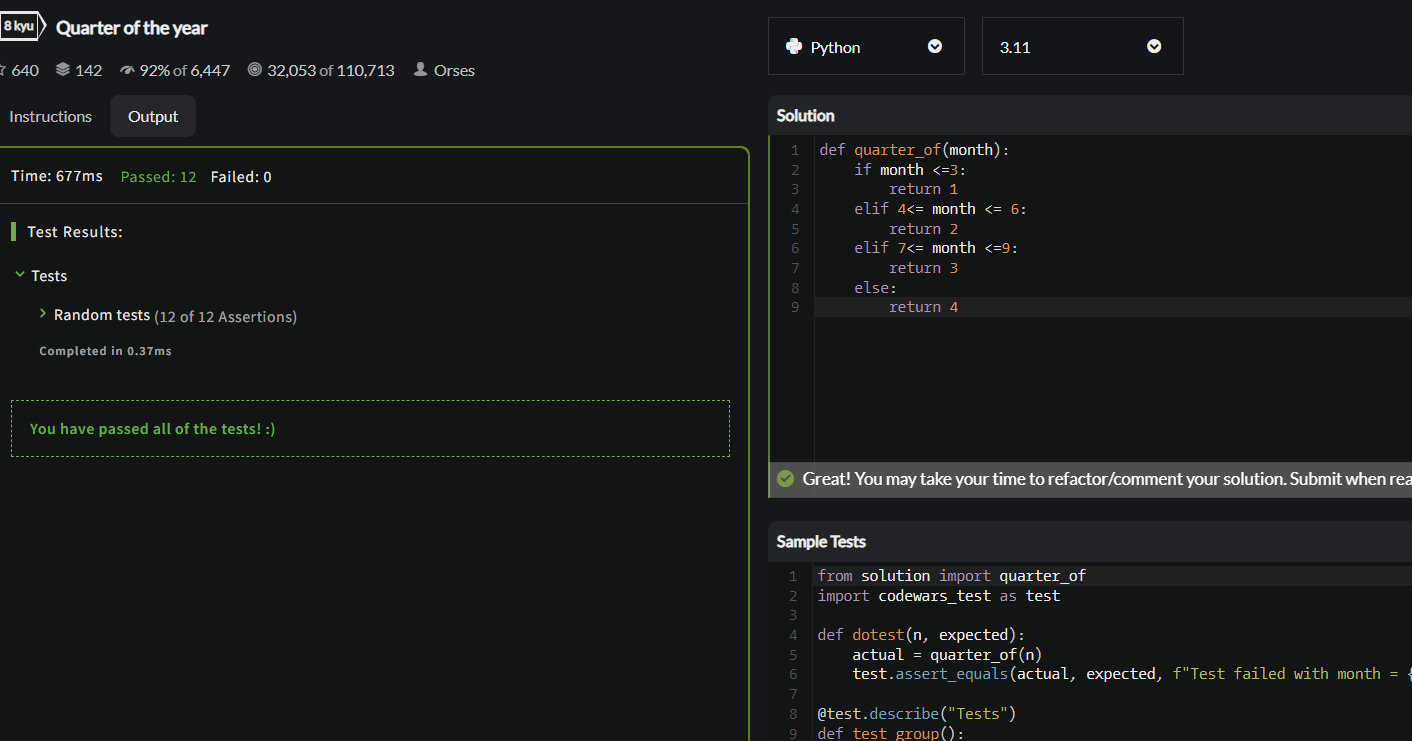 8 kyu Quarter of the year
640 142 92% of 6,447 32,053 of 110,713 Orses
Instructions Output
Time: 677ms Passed: 12 Failed: 0
Test Results:
Tests
Random tests (12 of 12 Assertions)
Completed in 0.37ms
You have passed all of the tests! :)
Python 3.11
Solution
1 def quarter_of(month):
2     if month <=3:
3         return 1
4     elif 4<= month <= 6:
5         return 2
6     elif 7<= month <=9:
7         return 3
8     else:
9         return 4
Great! You may take your time to refactor/comment your solution. Submit when rea
Sample Tests
1 from solution import quarter_of
2 import codewars_test as test
3
4 def dotest(n, expected):
5     actual = quarter_of(n)
6     test.assert_equals(actual, expected, f"Test failed with month = {
7
8 @test.describe("Tests")
9 def test_group():